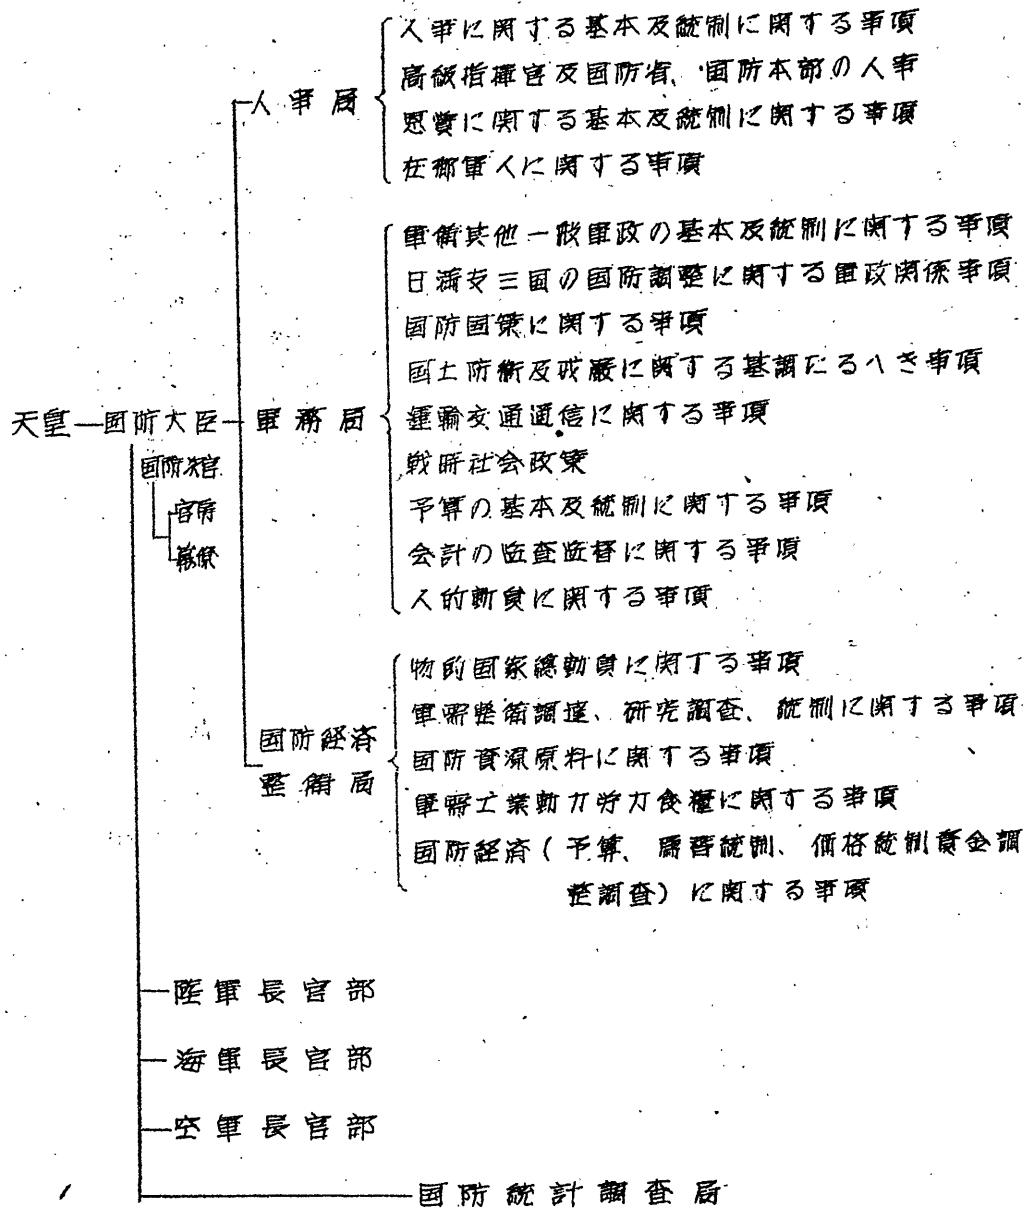 人事に関する基本及統制に関する事項
高級指揮官及国防省、国防本部の人事
人事局
恩賞に関する基本及統制に関する事項
在郷軍人に関する事項
軍備其他一般軍政の基本及統制に関する事項
日満支三国の国防調整に関する軍政関係事項
国防国策に関する事項
国土防衛及戒厳に関する基調たるへき事項
天皇―国防大臣
軍務局
運輸交通通信に関する事項
国防次官
官房
戦時社会政策
予算の基本及統制に関する事項
会計の監査監督に関する事項
人的動員に関する事項
物的国家総動員に関する事項
軍需整備調達、研究調査、統制に関する事項
国防経済
整備局
国防資源原料に関する事項
軍需工業動力労力食糧に関する事項
国防経済(予算、統制、価格統制資金調
整調査)に関する事項
陸軍長官部
海軍長官部
空軍長官部
国防統計調査局